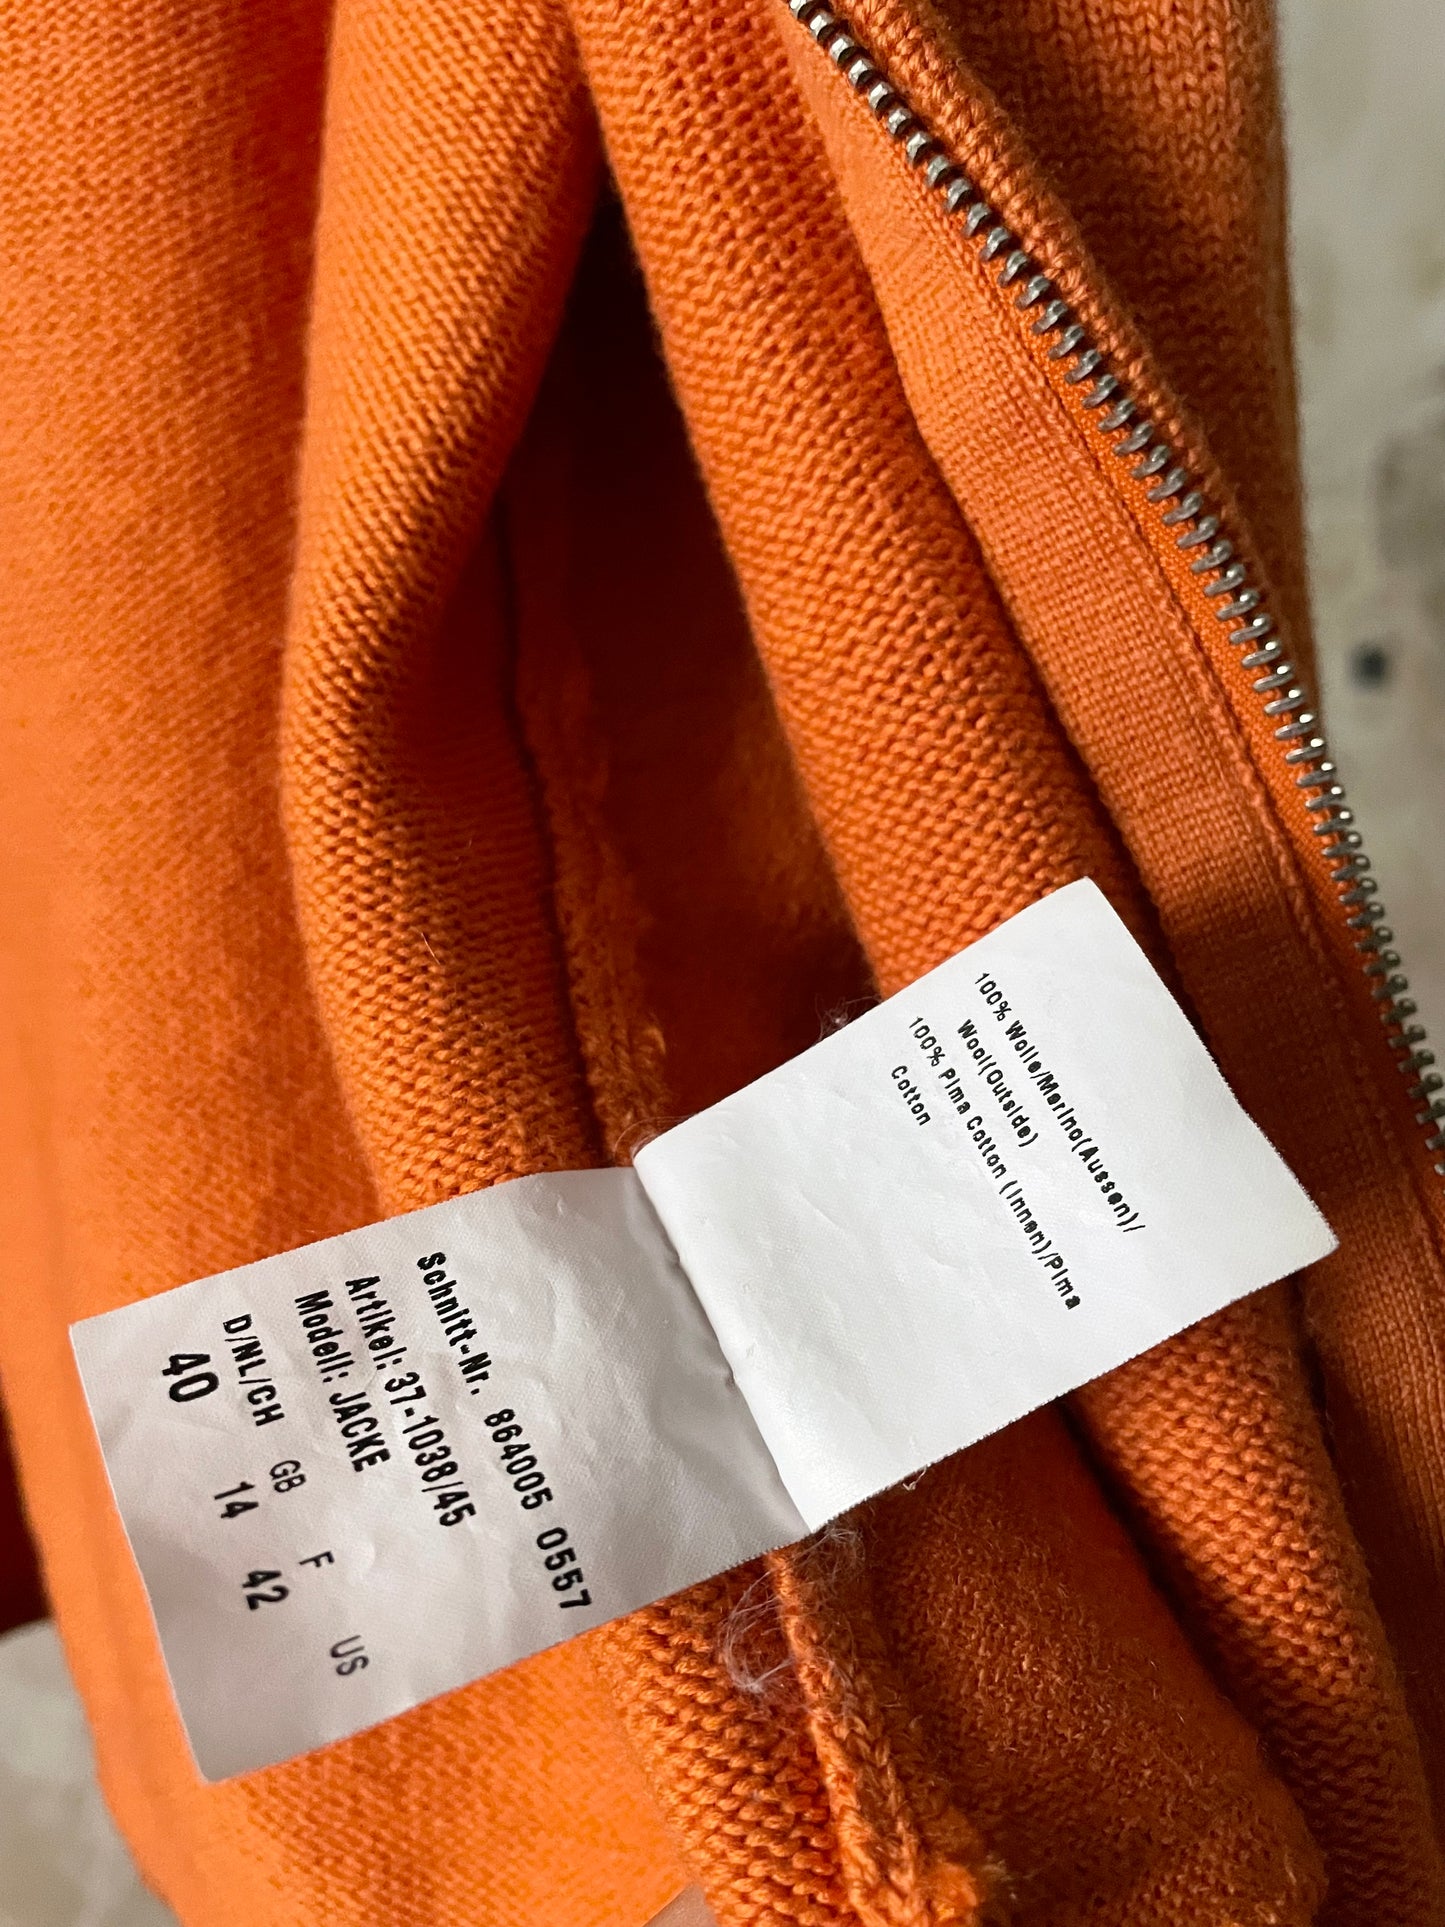 Schnitt-Nr. 864005 0557
Artikel: 37-1038/45
Modell: JACKE
D/NL/CH GB F US
40 14 42
100% Wolle/Merino(Aussen)/
Wool(Outside)
100% Pima Cotton (Innen)/Pima
Cotton